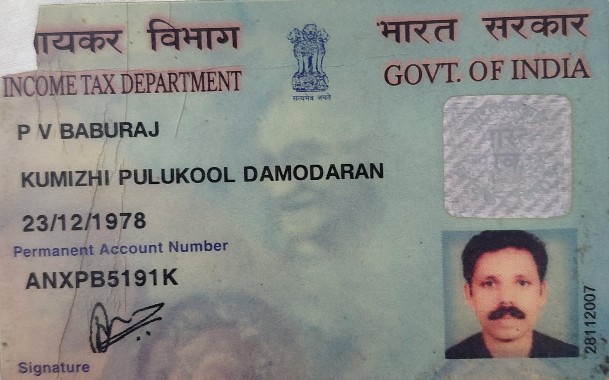 आयकर विभाग
भारत सरकार
INCOME TAX DEPARTMENT
GOVT. OF INDIA
सत्यमेव जयते
P V BABURAJ
KUMIZHI PULUKOOL DAMODARAN
23/12/1978
Permanent Account Number
ANXPB5191K
Signature
28112007